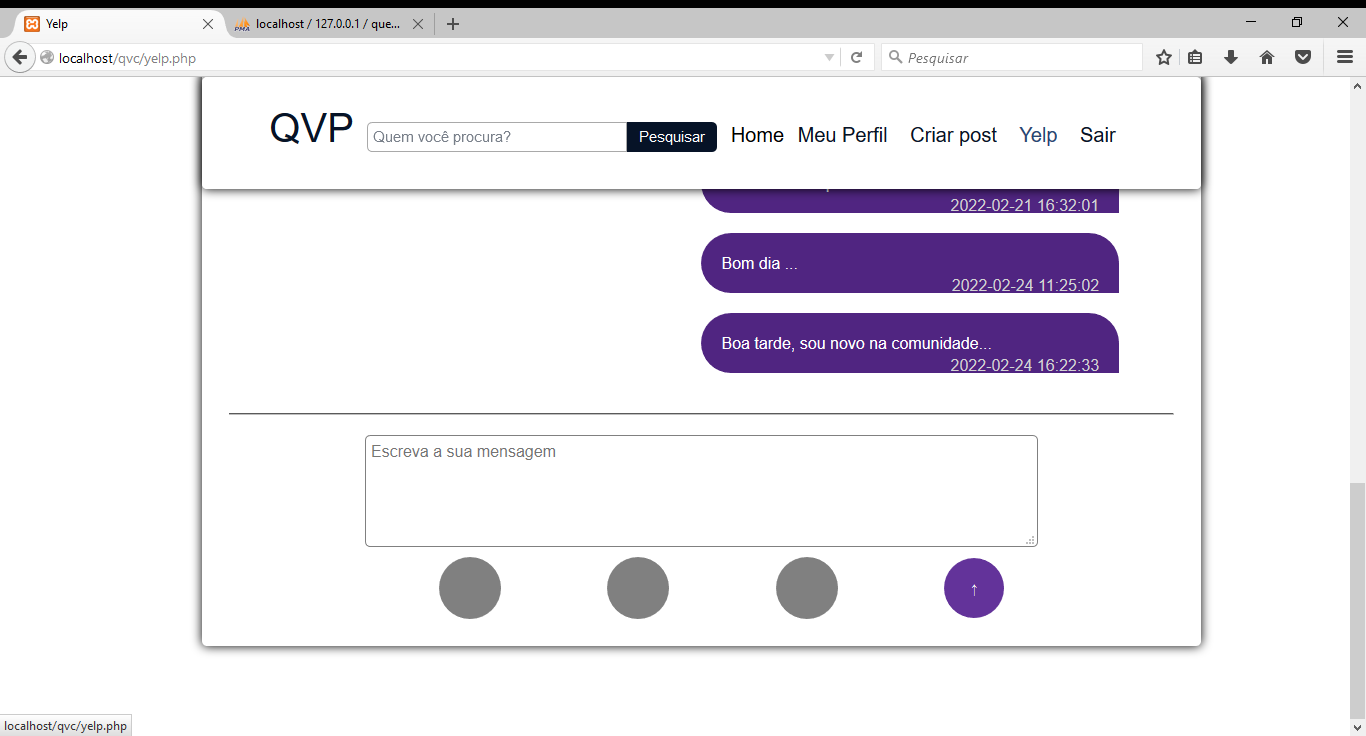 Yelp
PMA localhost / 127.0.0.1 / que...
localhost/qvc/yelp.php
Pesquisar
QVP
Quem você procura?
Pesquisar
Home Meu Perfil Criar post Yelp Sair
2022-02-21 16:32:01
Bom dia ...
2022-02-24 11:25:02
Boa tarde, sou novo na comunidade...
2022-02-24 16:22:33
Escreva a sua mensagem
↑
localhost/qvc/yelp.php